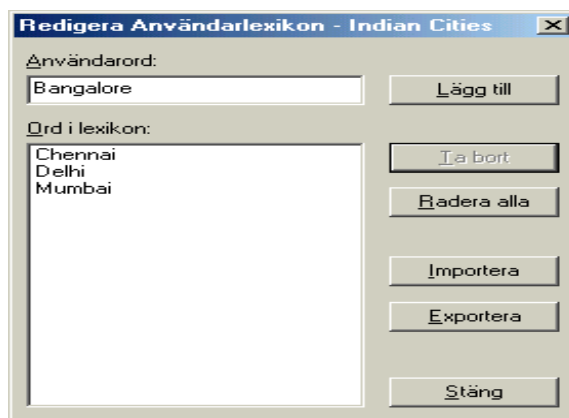 Redigera Användarlexikon - Indian Cities
Användarord:
Bangalore
Lägg till
Ord i lexikon:
Chennai
Delhi
Mumbai
Ta bort
Radera alla
Importera
Exportera
Stäng